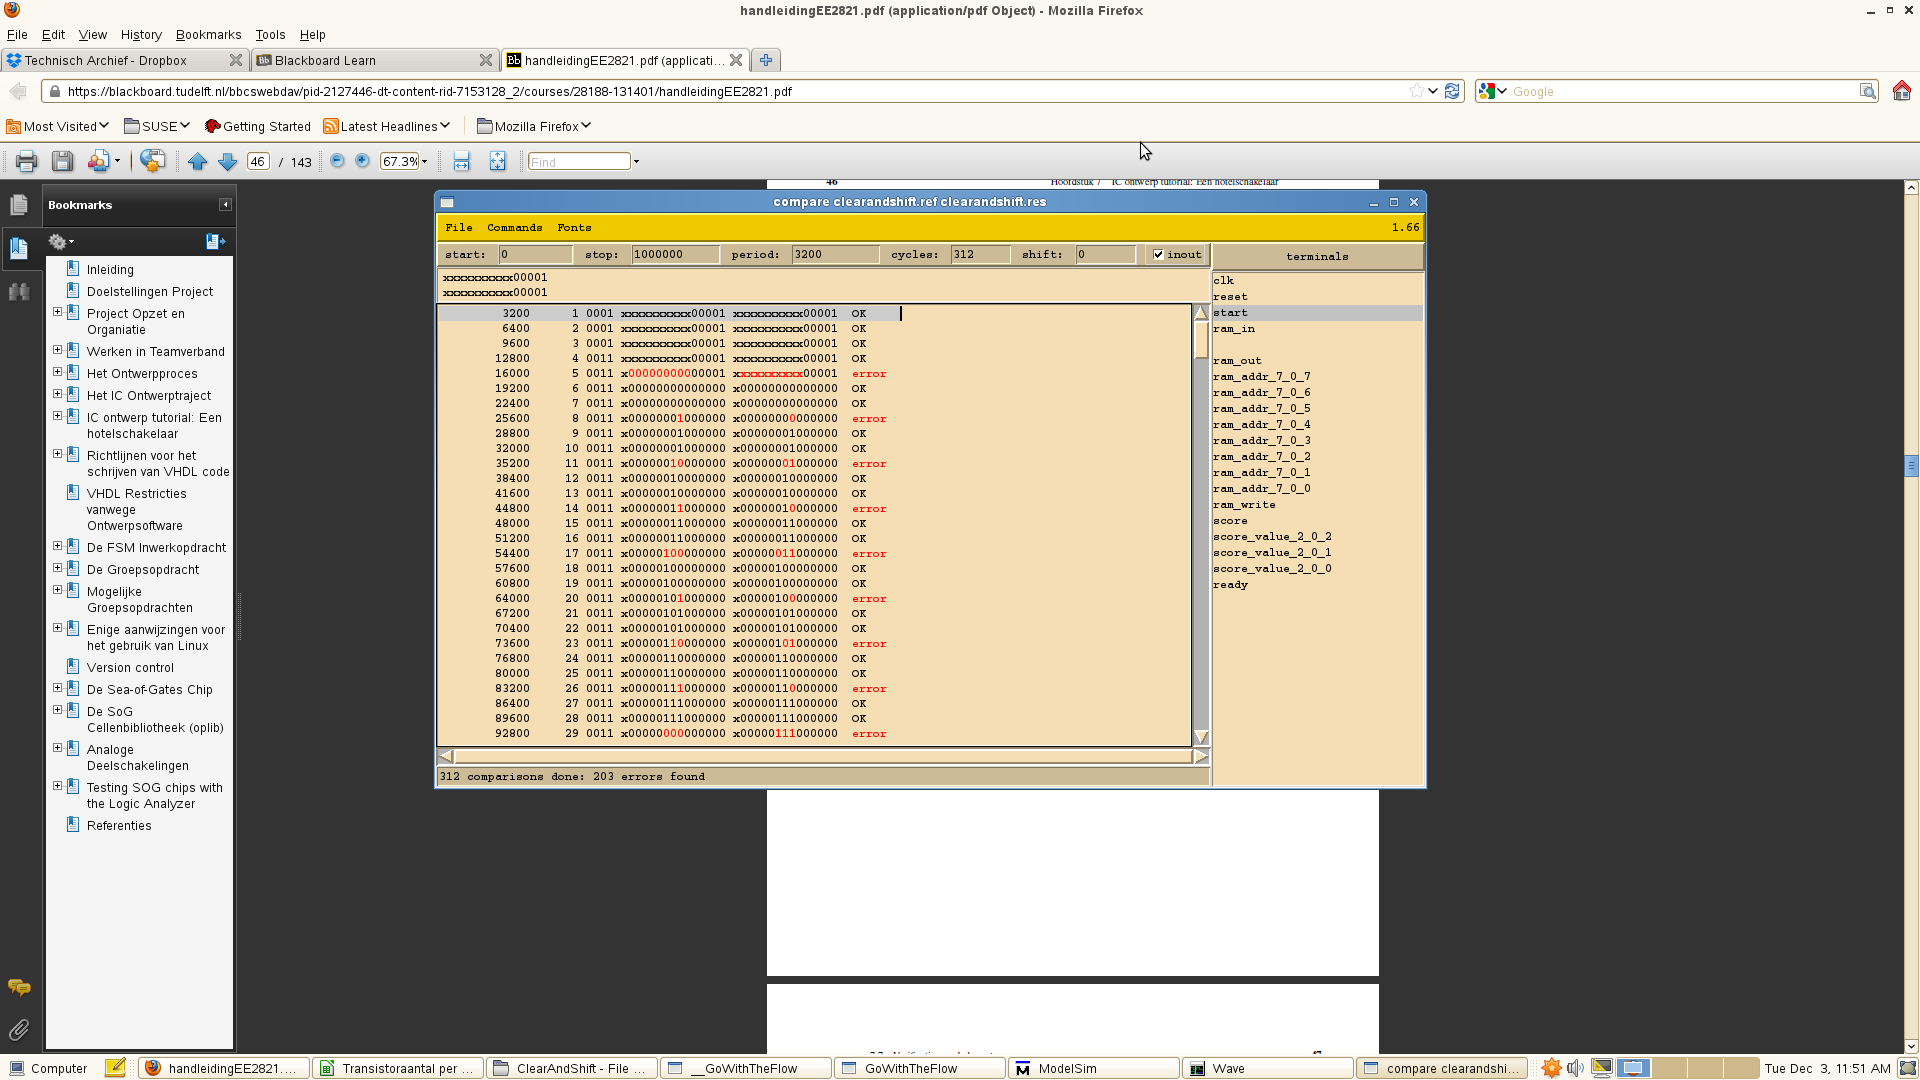 handleidingEE2821.pdf (application/pdf Object) - Mozilla Firefox
File Edit View History Bookmarks Tools Help
Technisch Archief - Dropbox
Blackboard Learn
handleidingEE2821.pdf (applicati...
https://blackboard.tudelft.nl/bbcswebdav/pid-2127446-dt-content-rid-7153128_2/courses/28188-131401/handleidingEE2821.pdf
Google
Most Visited SUSE Getting Started Latest Headlines Mozilla Firefox
46 / 143 67.3% Find
Bookmarks
Inleiding
Doelstellingen Project
Project Opzet en
Organiatie
Werken in Teamverband
Het Ontwerpproces
Het IC Ontwerptraject
IC ontwerp tutorial: Een
hotelschakelaar
Richtlijnen voor het
schrijven van VHDL code
VHDL Restricties
vanwege
Ontwerpsoftware
De FSM Inwerkopdracht
De Groepsopdracht
Mogelijke
Groepsopdrachten
Enige aanwijzingen voor
het gebruik van Linux
Version control
De Sea-of-Gates Chip
De SoG
Cellenbibliotheek (oplib)
Analoge
Deelschakelingen
Testing SOG chips with
the Logic Analyzer
Referenties
46 Hoofdstuk 7 IC ontwerp tutorial: Een hotelschakelaar
compare clearandshift.ref clearandshift.res
File Commands Fonts 1.66
start: 0 stop: 1000000 period: 3200 cycles: 312 shift: 0 inout
xxxxxxxxxx00001
xxxxxxxxxx00001
3200 1 0001 xxxxxxxxxx00001 xxxxxxxxxx00001 OK
6400 2 0001 xxxxxxxxxx00001 xxxxxxxxxx00001 OK
9600 3 0001 xxxxxxxxxx00001 xxxxxxxxxx00001 OK
12800 4 0011 xxxxxxxxxx00001 xxxxxxxxxx00001 OK
16000 5 0011 x00000000000001 xxxxxxxxxx00001 error
19200 6 0011 x00000000000000 x00000000000000 OK
22400 7 0011 x00000000000000 x00000000000000 OK
25600 8 0011 x00000001000000 x00000000000000 error
28800 9 0011 x00000001000000 x00000001000000 OK
32000 10 0011 x00000001000000 x00000001000000 OK
35200 11 0011 x00000010000000 x00000001000000 error
38400 12 0011 x00000010000000 x00000010000000 OK
41600 13 0011 x00000010000000 x00000010000000 OK
44800 14 0011 x00000011000000 x00000010000000 error
48000 15 0011 x00000011000000 x00000011000000 OK
51200 16 0011 x00000011000000 x00000011000000 OK
54400 17 0011 x00000100000000 x00000011000000 error
57600 18 0011 x00000100000000 x00000100000000 OK
60800 19 0011 x00000100000000 x00000100000000 OK
64000 20 0011 x00000101000000 x00000100000000 error
67200 21 0011 x00000101000000 x00000101000000 OK
70400 22 0011 x00000101000000 x00000101000000 OK
73600 23 0011 x00000110000000 x00000101000000 error
76800 24 0011 x00000110000000 x00000110000000 OK
80000 25 0011 x00000110000000 x00000110000000 OK
83200 26 0011 x00000111000000 x00000110000000 error
86400 27 0011 x00000111000000 x00000111000000 OK
89600 28 0011 x00000111000000 x00000111000000 OK
92800 29 0011 x00000000000000 x00000111000000 error
312 comparisons done: 203 errors found
terminals
clk
reset
start
ram_in
ram_out
ram_addr_7_0_7
ram_addr_7_0_6
ram_addr_7_0_5
ram_addr_7_0_4
ram_addr_7_0_3
ram_addr_7_0_2
ram_addr_7_0_1
ram_addr_7_0_0
ram_write
score
score_value_2_0_2
score_value_2_0_1
score_value_2_0_0
ready
Computer
handleidingEE2821....
Transistoraantal per ...
ClearAndShift - File ...
__GoWithTheFlow
GoWithTheFlow
ModelSim
Wave
compare clearandshi...
Tue Dec 3, 11:51 AM